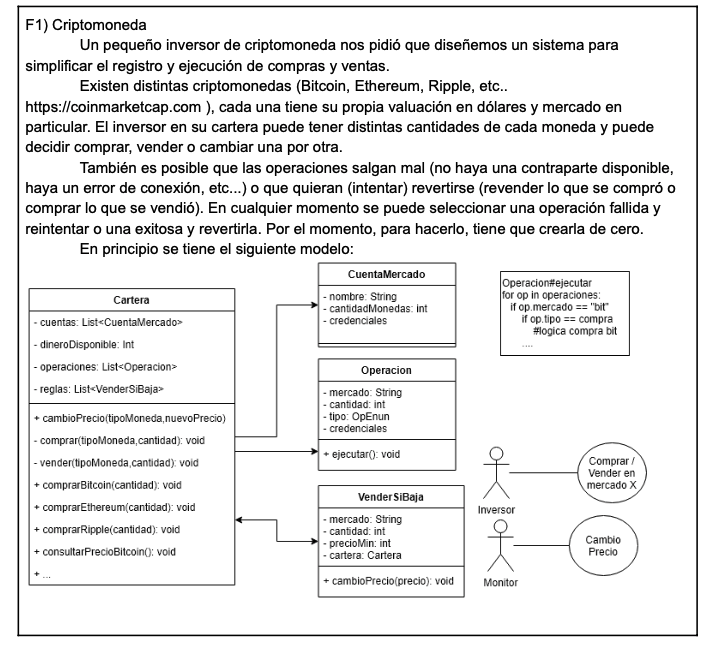 F1) Criptomoneda
Un pequeño inversor de criptomoneda nos pidió que diseñemos un sistema para
simplificar el registro y ejecución de compras y ventas.
Existen distintas criptomonedas (Bitcoin, Ethereum, Ripple, etc..
https://coinmarketcap.com ), cada una tiene su propia valuación en dólares y mercado en
particular. El inversor en su cartera puede tener distintas cantidades de cada moneda y puede
decidir comprar, vender o cambiar una por otra.
También es posible que las operaciones salgan mal (no haya una contraparte disponible,
haya un error de conexión, etc...) o que quieran (intentar) revertirse (revender lo que se compró o
comprar lo que se vendió). En cualquier momento se puede seleccionar una operación fallida y
reintentar o una exitosa y revertirla. Por el momento, para hacerlo, tiene que crearla de cero.
En principio se tiene el siguiente modelo:
Cartera
- cuentas: List<CuentaMercado>
- dineroDisponible: Int
- operaciones: List<Operacion>
- reglas: List<VenderSiBaja>
+ cambioPrecio(tipoMoneda,nuevoPrecio)
- comprar(tipoMoneda,cantidad): void
- vender(tipoMoneda,cantidad): void
+ comprarBitcoin(cantidad): void
+ comprarEthereum(cantidad): void
+ comprarRipple(cantidad): void
+ consultarPrecioBitcoin(): void
+ ...
CuentaMercado
- nombre: String
- cantidadMonedas: int
- credenciales
Operacion
- mercado: String
- cantidad: int
- tipo: OpEnun
- credenciales
+ ejecutar(): void
VenderSiBaja
- mercado: String
- cantidad: int
- precioMin: int
- cartera: Cartera
+ cambioPrecio(precio): void
Operacion#ejecutar
for op in operaciones:
if op.mercado == "bit"
if op.tipo == compra
#logica compra bit
....
Inversor
Comprar /
Vender en
mercado X
Monitor
Cambio
Precio